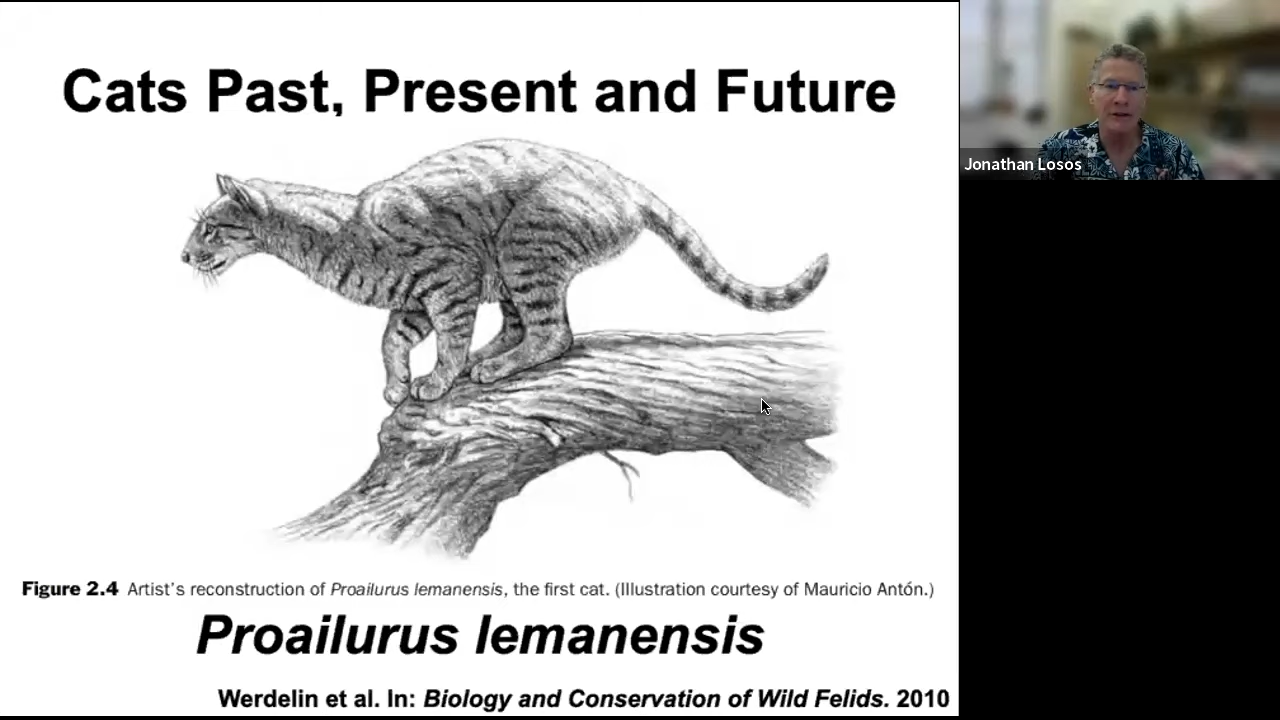 Cats Past, Present and Future
Jonathan Losos
Figure 2.4 Artist's reconstruction of Proailurus lemanensis, the first cat. (Illustration courtesy of Mauricio Antón.)
Proailurus lemanensis
Werdelin et al. In: Biology and Conservation of Wild Felids. 2010